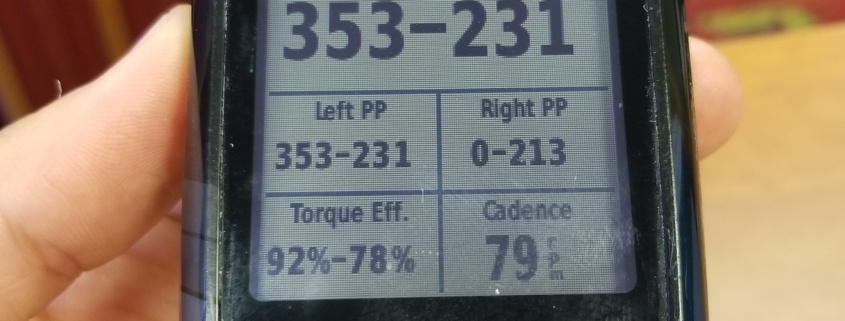 353-231
Left PP
Right PP
353-231
0-213
Torque Eff.
Cadence
92%-78%
79 rpm